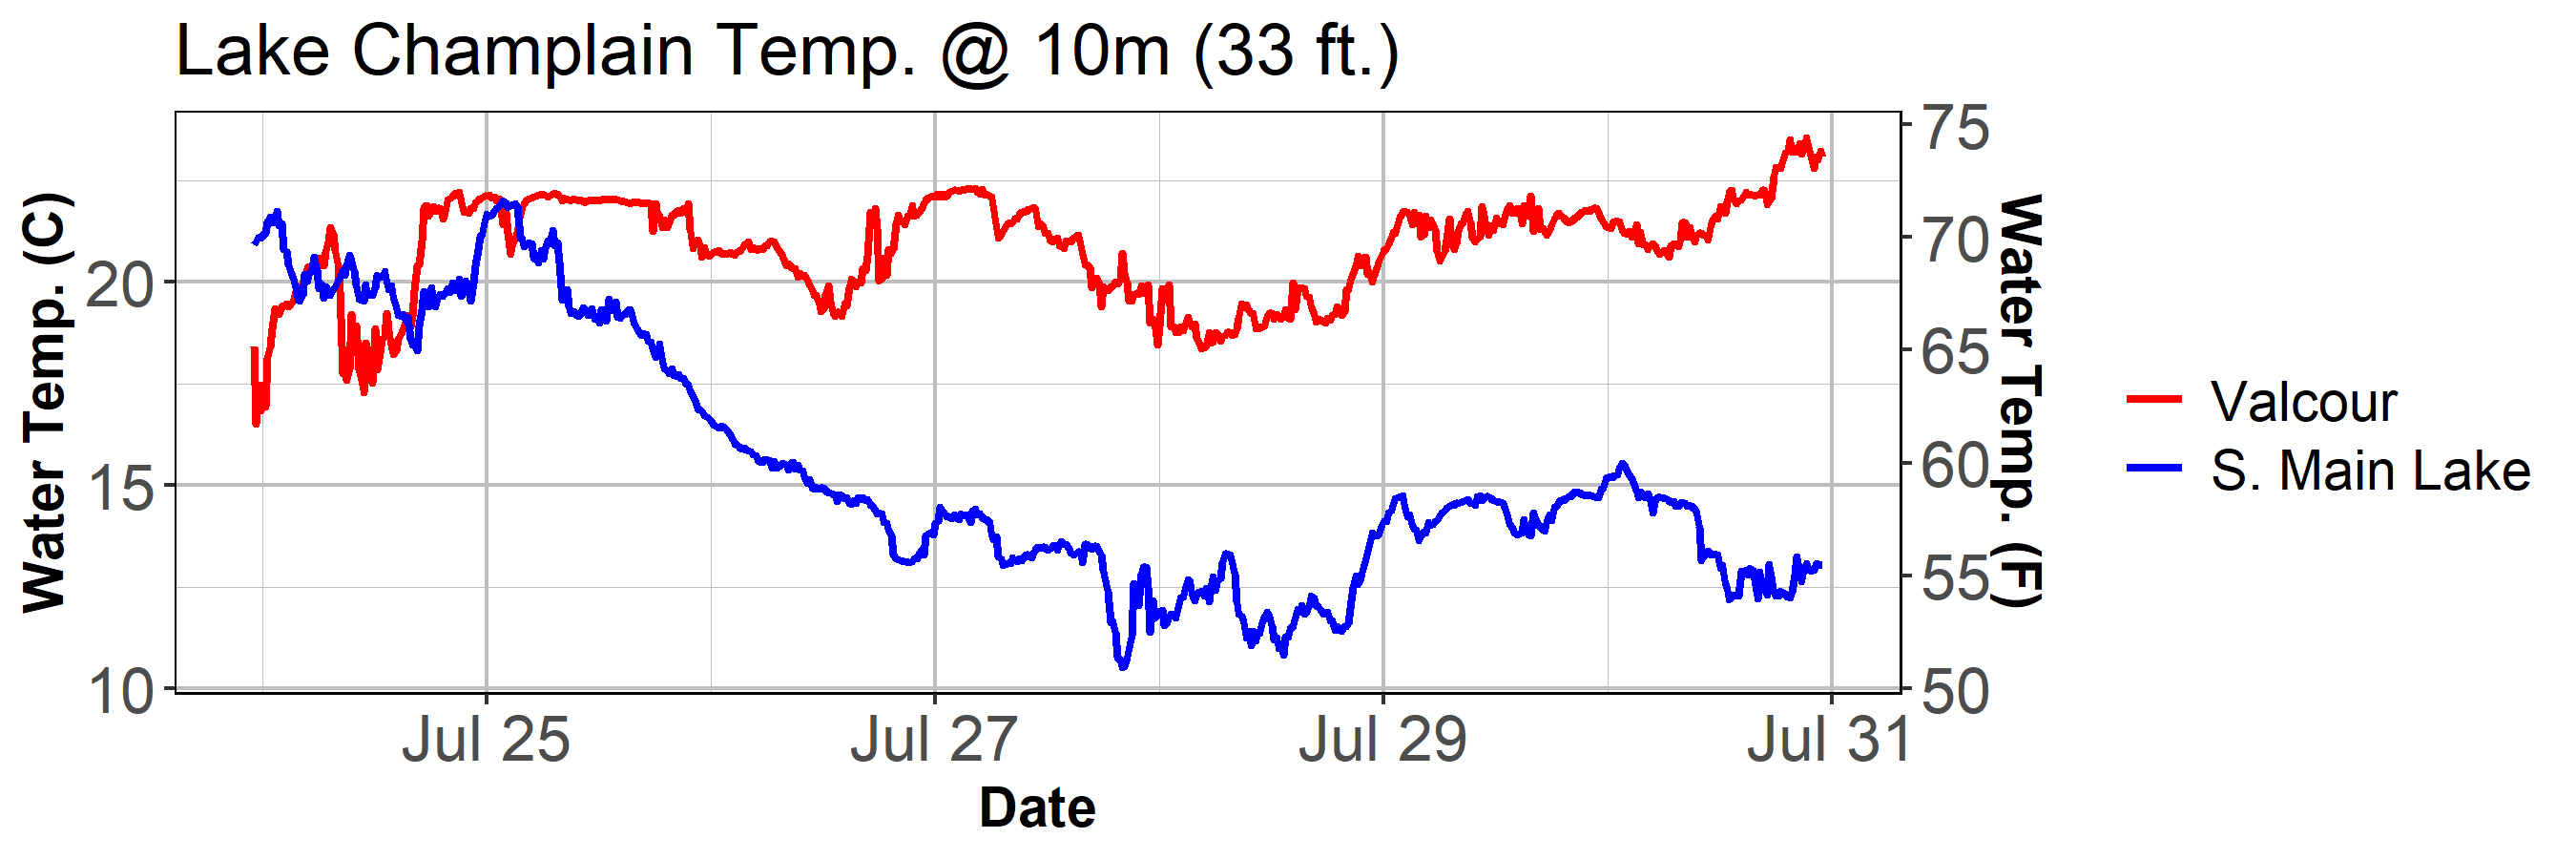 Lake Champlain Temp. @ 10m (33 ft.)
Water Temp. (C)
20
15
10
75
70
65
60
55
50
Water Temp. (F)
Jul 25
Jul 27
Jul 29
Jul 31
Date
Valcour
S. Main Lake